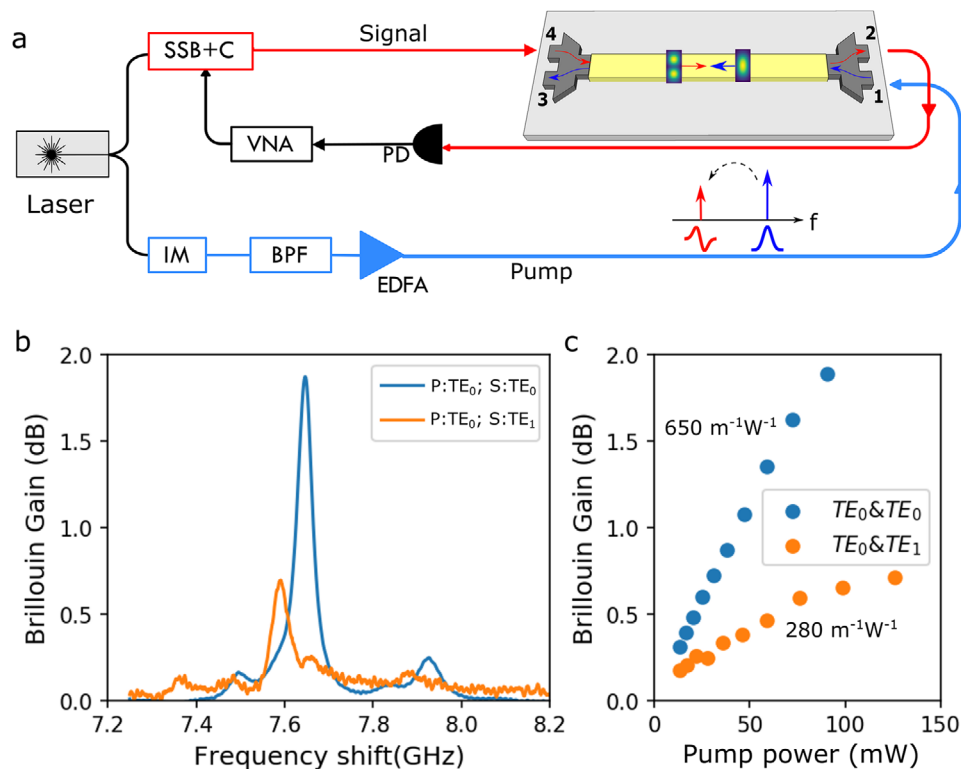 a
SSB+C
Signal
4
2
3
1
VNA
PD
Laser
f
IM
BPF
EDFA
Pump
b
2.0
1.5
1.0
0.5
0.0
Brillouin Gain (dB)
P:TE₀; S:TE₀
P:TE₀; S:TE₁
7.2
7.4
7.6
7.8
8.0
8.2
Frequency shift(GHz)
c
2.0
1.5
1.0
0.5
0.0
Brillouin Gain (dB)
650 m⁻¹W⁻¹
TE₀&TE₀
TE₀&TE₁
280 m⁻¹W⁻¹
0
50
100
150
Pump power (mW)